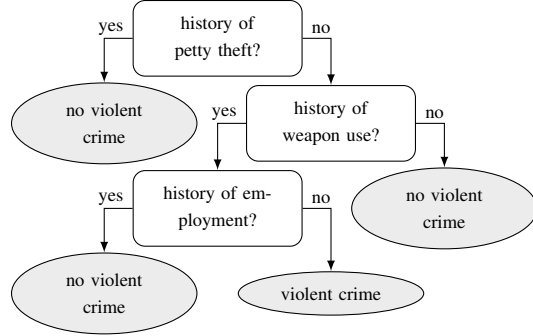 yes
history of
petty theft?
no
no violent
crime
yes
history of
weapon use?
no
yes
history of em-
ployment?
no
no violent
crime
no violent
crime
violent crime